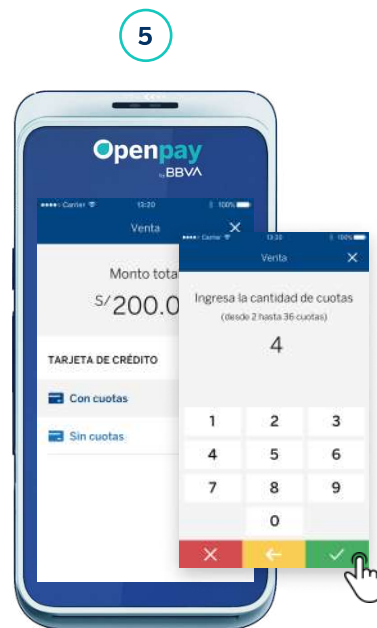 5
Openpay
by BBVA
Carrier 13:20 100%
Venta
Monto tota
S/200.0
TARJETA DE CRÉDITO
Con cuotas
Sin cuotas
Carrier 13:20 100%
Venta
Ingresa la cantidad de cuotas
(desde 2 hasta 36 cuotas)
4
1 2 3
4 5 6
7 8 9
0